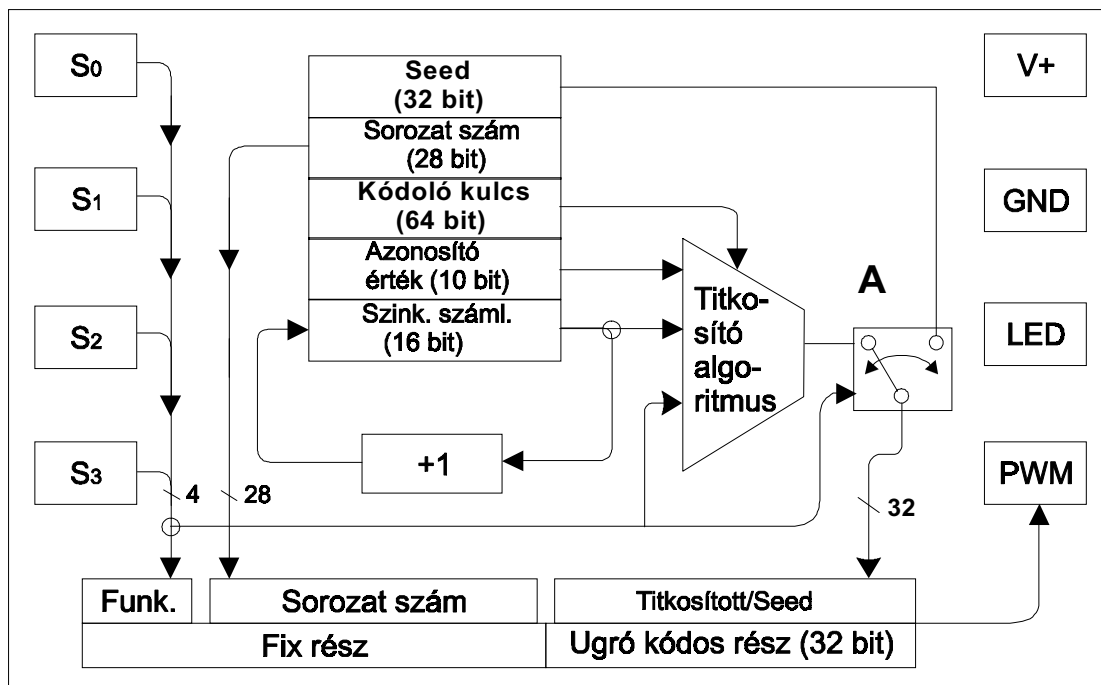 S0
S1
S2
S3
Seed
(32 bit)
Sorozat szám
(28 bit)
Kódoló kulcs
(64 bit)
Azonosító
érték (10 bit)
Szink. száml.
(16 bit)
+1
Titko-
sító
algo-
ritmus
A
V+
GND
LED
PWM
4
28
32
Funk.
Sorozat szám
Titkosított/Seed
Fix rész
Ugró kódos rész (32 bit)